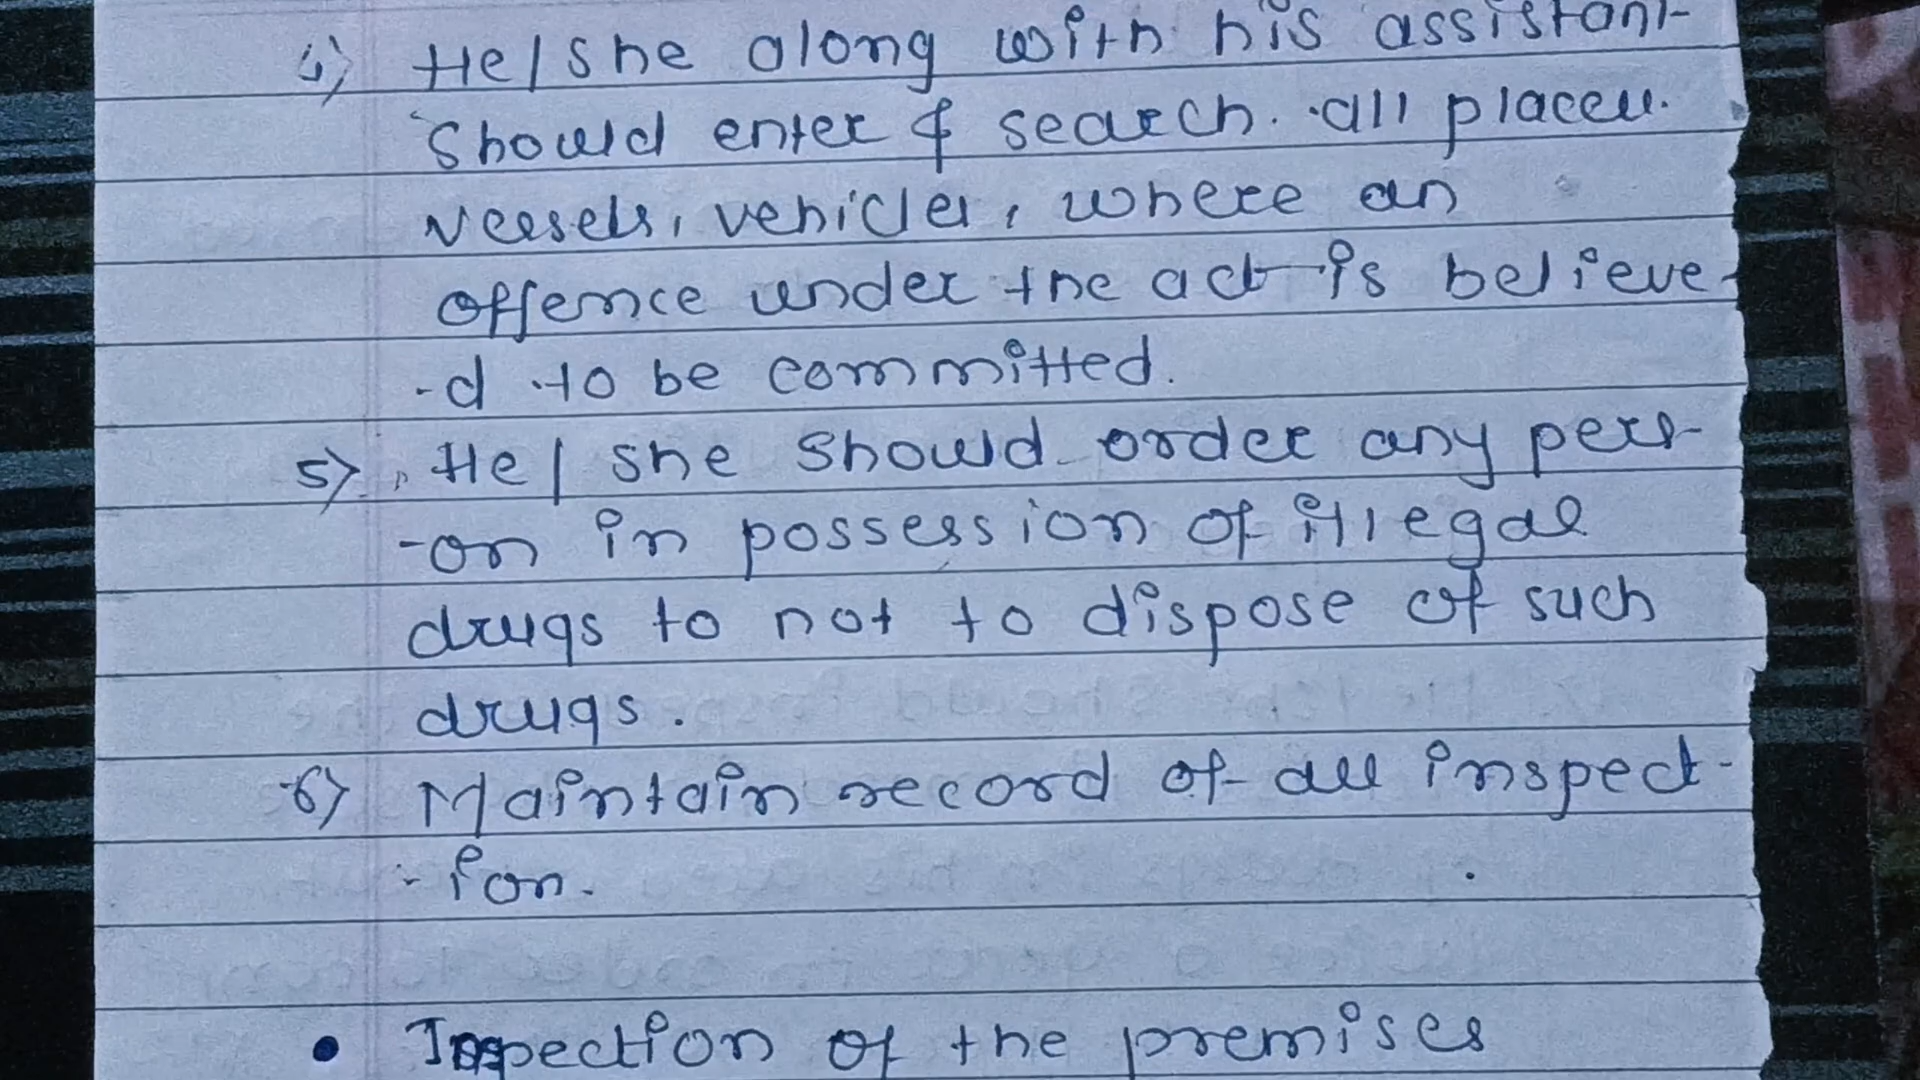 4) He/she along with his assistant
should enter & search. all places.
vessels, vehicles, where an
offence under the act is believe-
-d to be committed.
5) He/ she should order any pers-
-on in possession of illegal
drugs to not to dispose of such
drugs.
6) Maintain record of all inspect-
-ion.
• Inspection of the premises